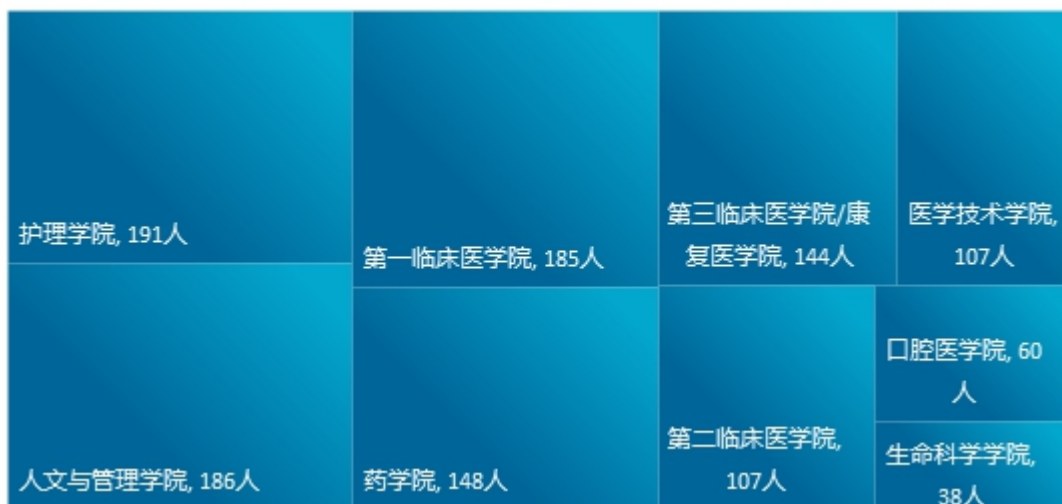 护理学院, 191人
第一临床医学院, 185人
第三临床医学院/康
复医学院, 144人
医学技术学院,
107人
人文与管理学院, 186人
药学院, 148人
第二临床医学院,
107人
口腔医学院, 60
人
生命科学学院,
38人